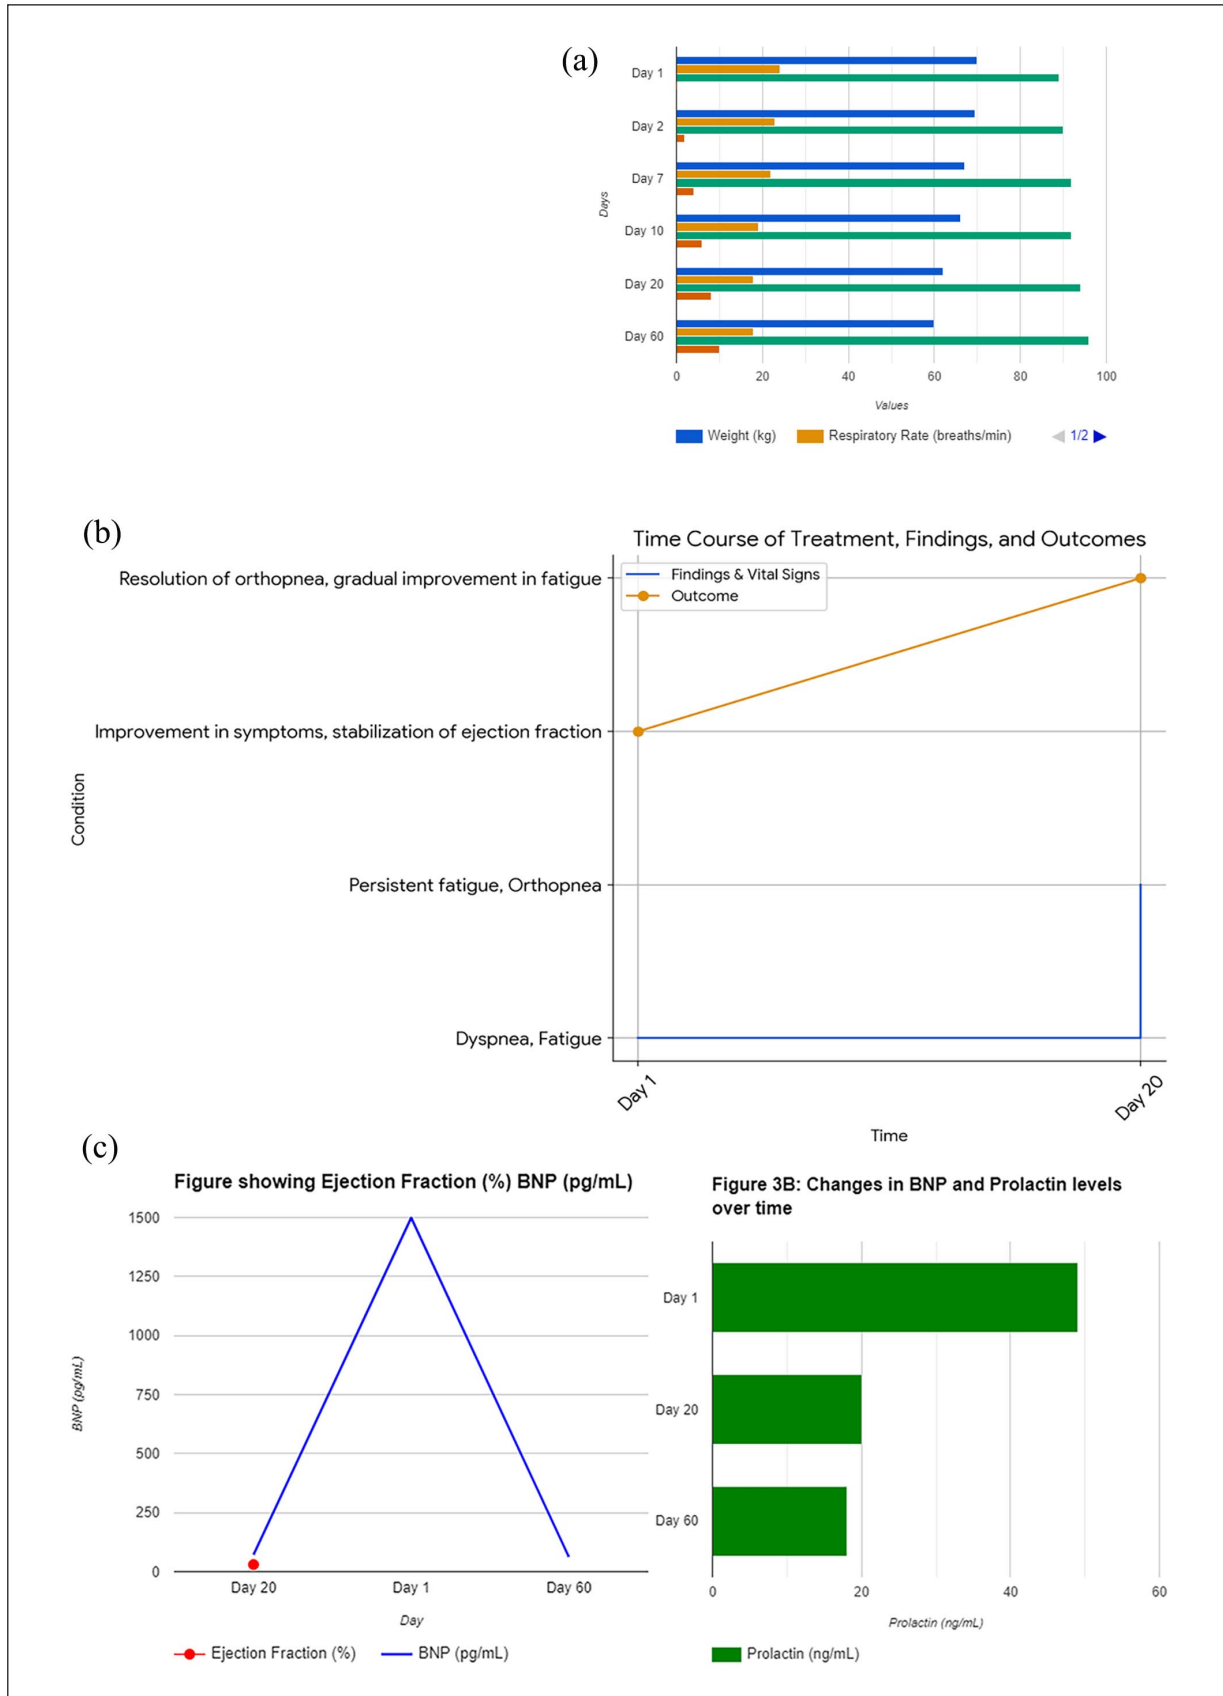 (a)
Day 1
Day 2
Day 7
Day 10
Day 20
Day 60
Days
0 20 40 60 80 100
Values
Weight (kg) Respiratory Rate (breaths/min) 1/2
(b)
Time Course of Treatment, Findings, and Outcomes
Findings & Vital Signs
Outcome
Resolution of orthopnea, gradual improvement in fatigue
Improvement in symptoms, stabilization of ejection fraction
Persistent fatigue, Orthopnea
Dyspnea, Fatigue
Condition
Day 1 Day 20
Time
(c)
Figure showing Ejection Fraction (%) BNP (pg/mL)
1500
1250
1000
750
500
250
0
BNP (pg/mL)
Day 20 Day 1 Day 60
Day
Ejection Fraction (%) BNP (pg/mL)
Figure 3B: Changes in BNP and Prolactin levels
over time
Day 1
Day 20
Day 60
0 20 40 60
Prolactin (ng/mL)
Prolactin (ng/mL)